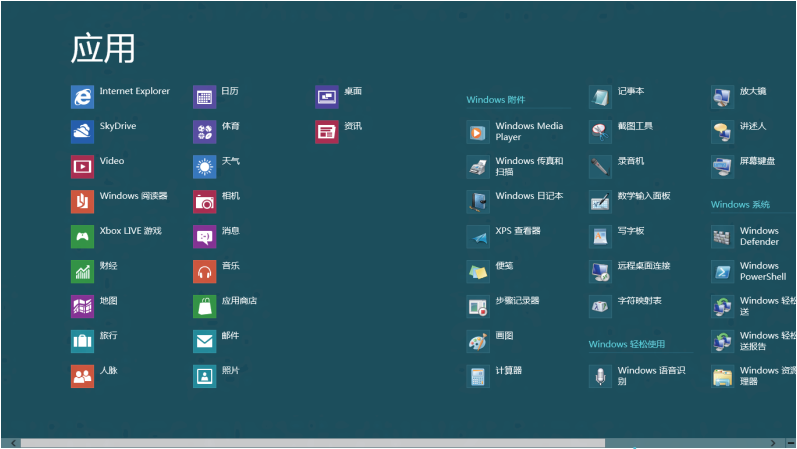 应用
Internet Explorer
SkyDrive
Video
Windows 阅读器
Xbox LIVE 游戏
财经
地图
旅行
人脉
日历
体育
天气
相机
消息
音乐
应用商店
邮件
照片
桌面
资讯
Windows 附件
Windows Media
Player
Windows 传真和
扫描
Windows 日记本
XPS 查看器
便笺
步骤记录器
画图
计算器
记事本
截图工具
录音机
数学输入面板
写字板
远程桌面连接
字符映射表
Windows 轻松使用
Windows 语音识
别
放大镜
讲述人
屏幕键盘
Windows 系统
Windows
Defender
Windows
PowerShell
Windows 轻松
送
Windows 轻松
送报告
Windows 资源
理器